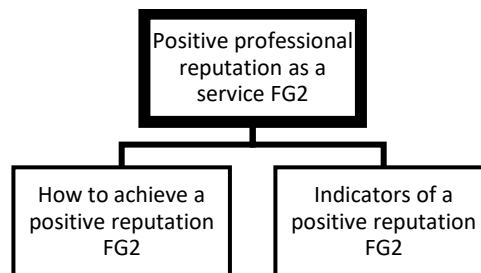 Positive professional
reputation as a
service FG2
How to achieve a
positive reputation
FG2
Indicators of a
positive reputation
FG2